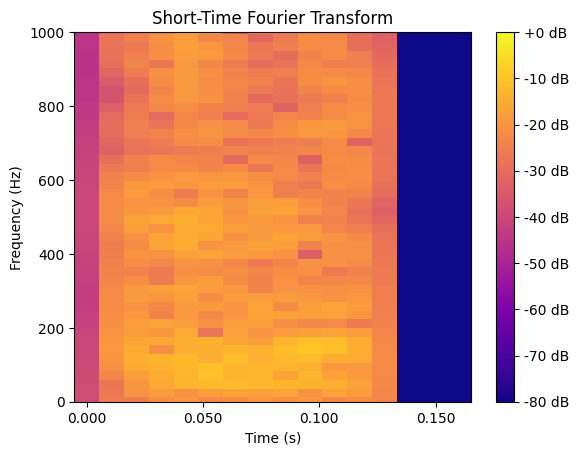 Short-Time Fourier Transform
1000
800
600
400
200
0
Frequency (Hz)
0.000
0.050
0.100
0.150
Time (s)
+0 dB
-10 dB
-20 dB
-30 dB
-40 dB
-50 dB
-60 dB
-70 dB
-80 dB